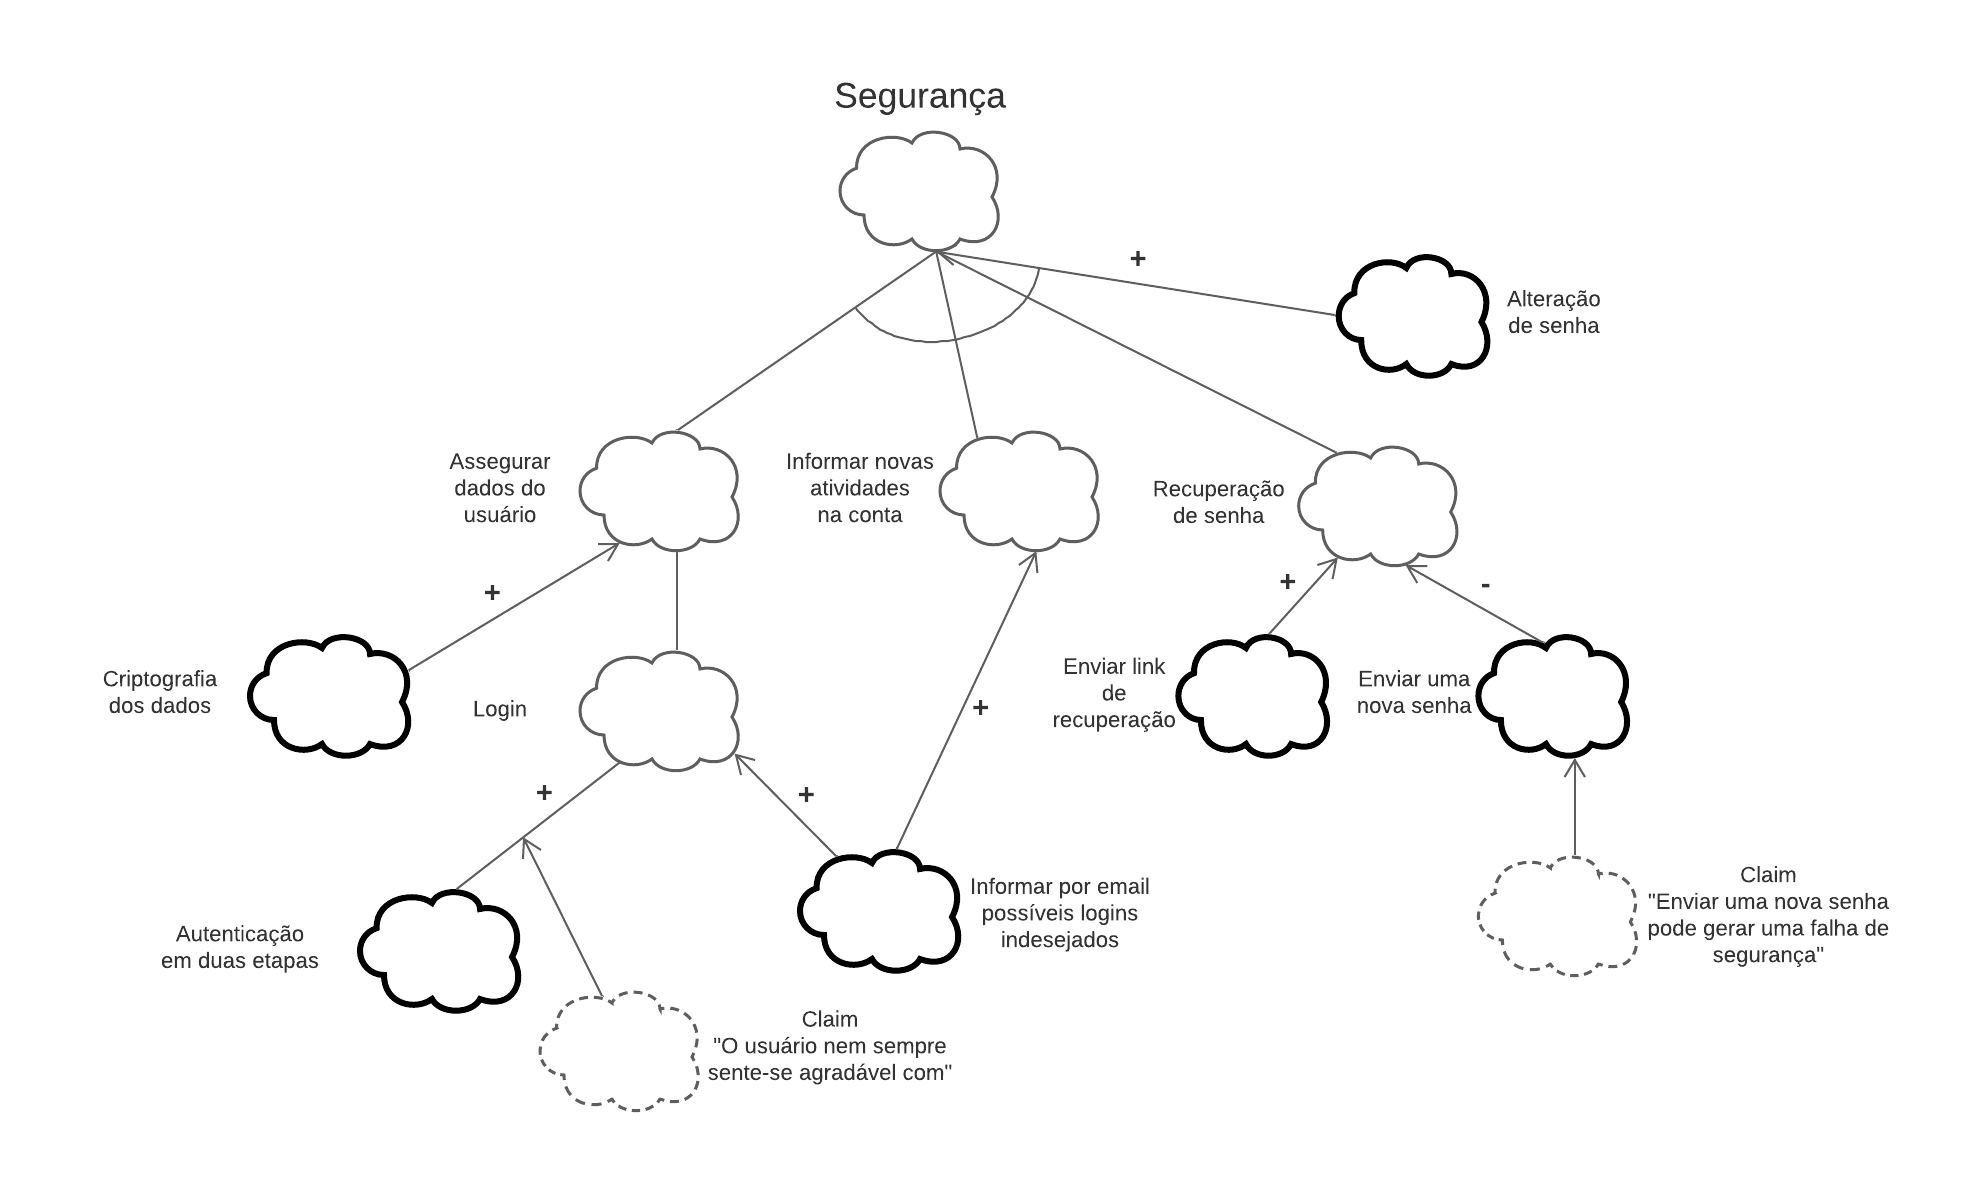 Segurança
+
Alteração
de senha
Assegurar
dados do
usuário
Informar novas
atividades
na conta
Recuperação
de senha
+
+
-
Criptografia
dos dados
Login
Enviar link
de
recuperação
Enviar uma
nova senha
+
+
+
Autenticação
em duas etapas
Informar por email
possíveis logins
indesejados
Claim
"Enviar uma nova senha
pode gerar uma falha de
segurança"
Claim
"O usuário nem sempre
sente-se agradável com"